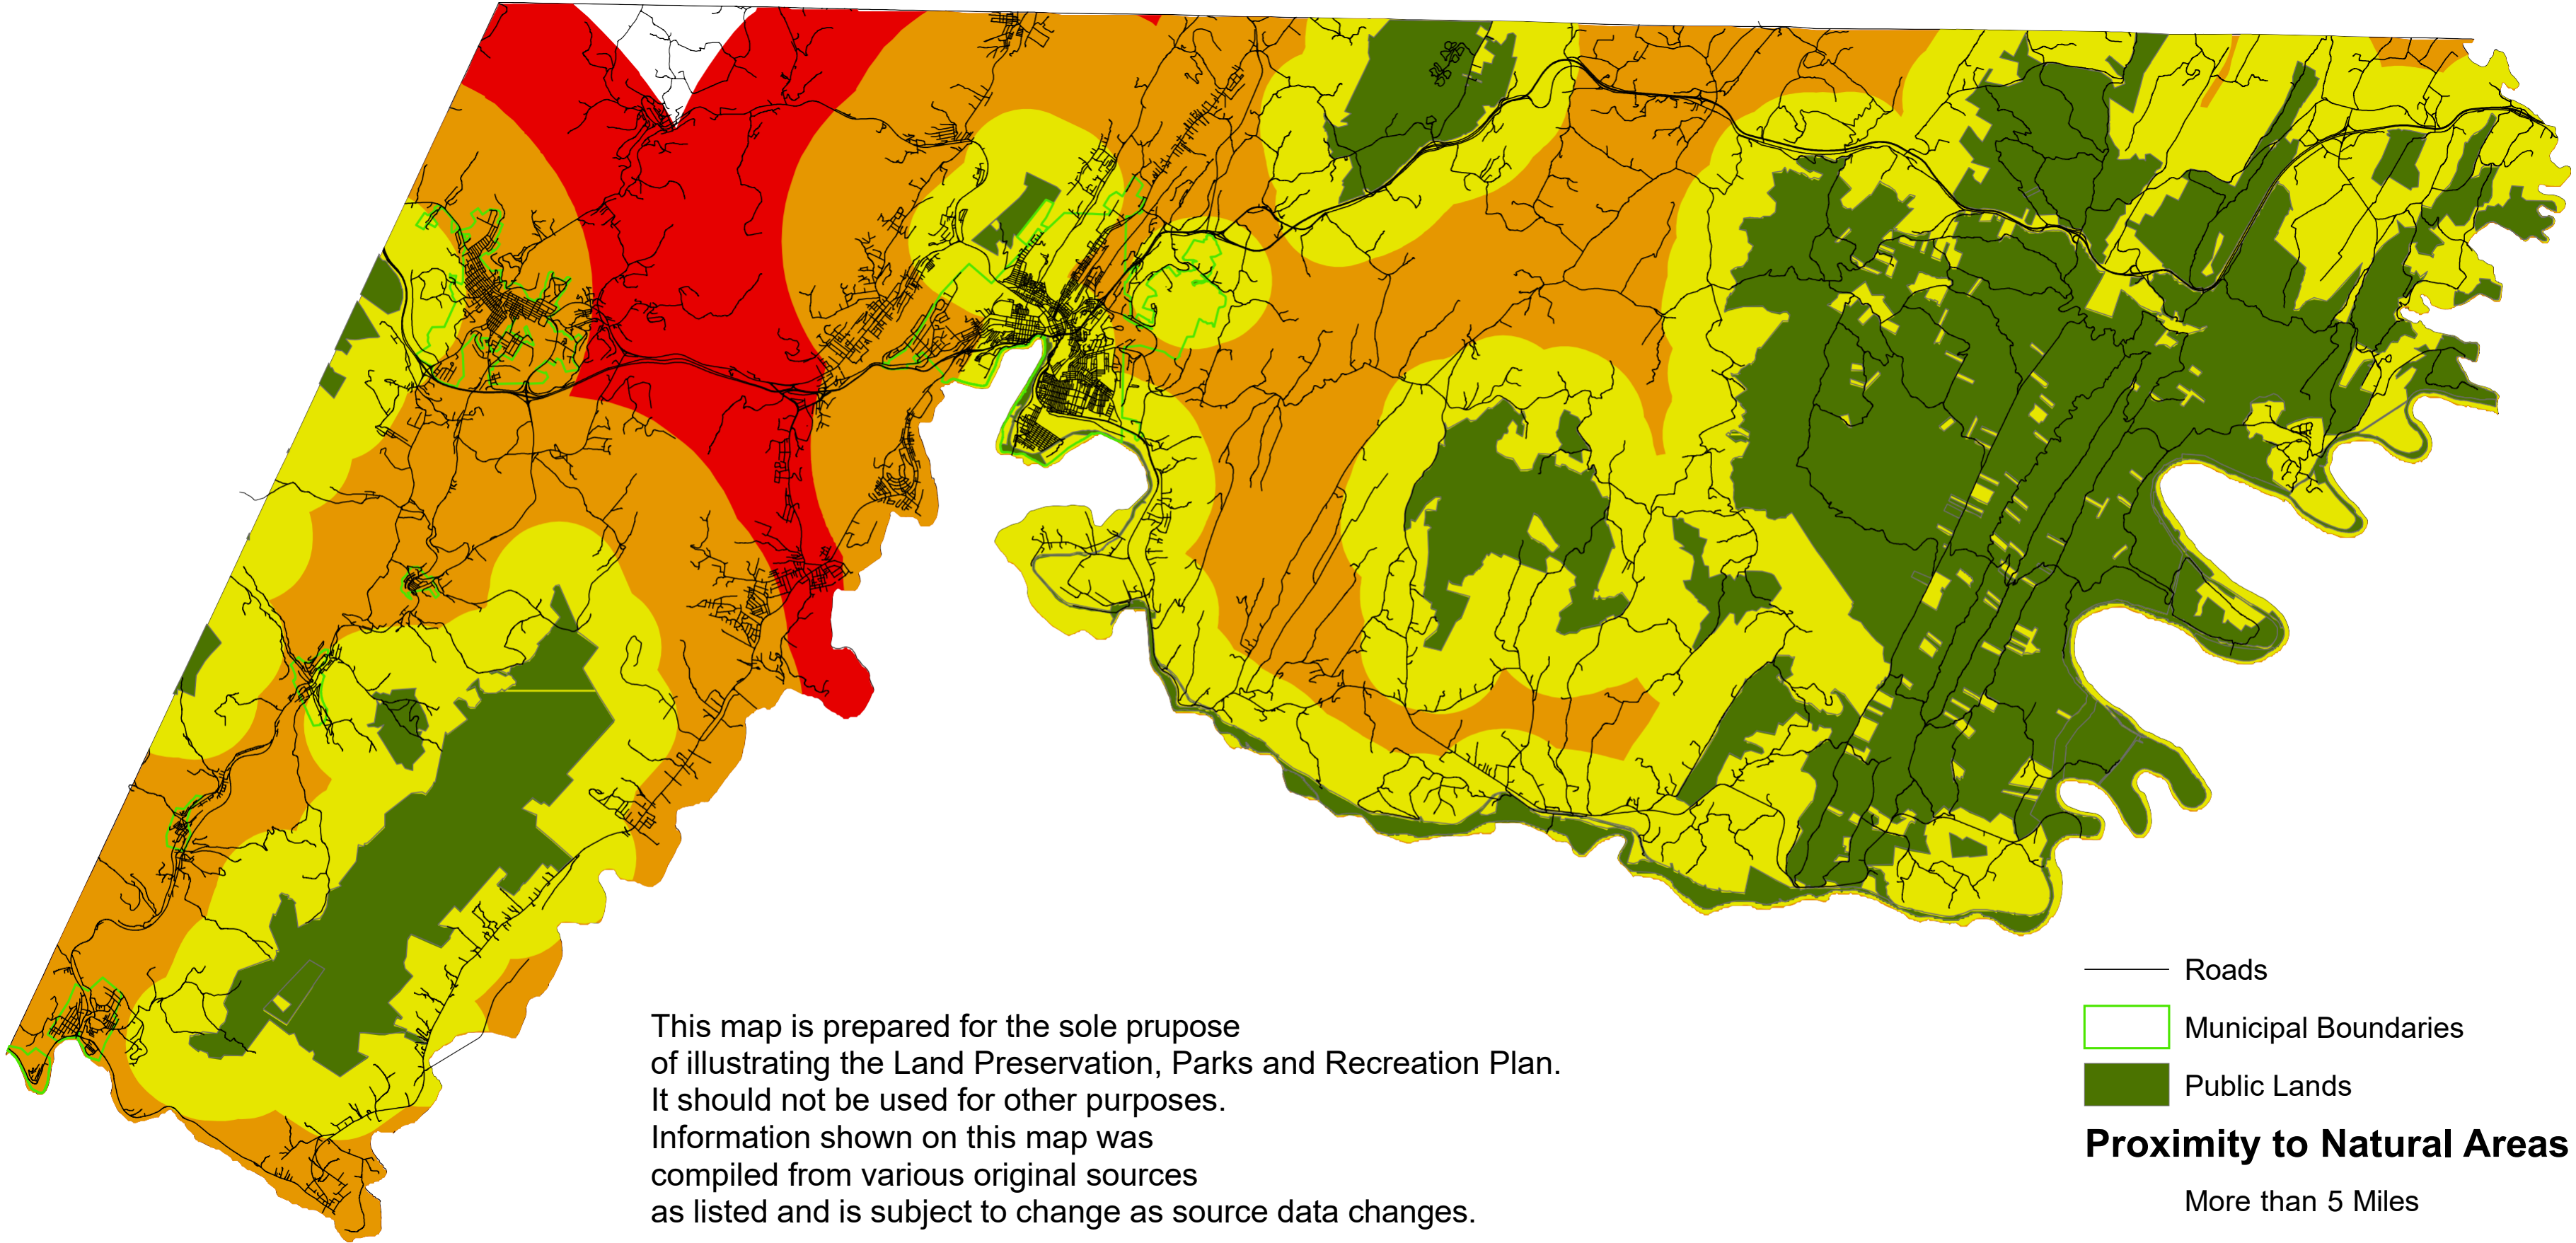 This map is prepared for the sole prupose
of illustrating the Land Preservation, Parks and Recreation Plan.
It should not be used for other purposes.
Information shown on this map was
compiled from various original sources
as listed and is subject to change as source data changes.
Roads
Municipal Boundaries
Public Lands
Proximity to Natural Areas
More than 5 Miles